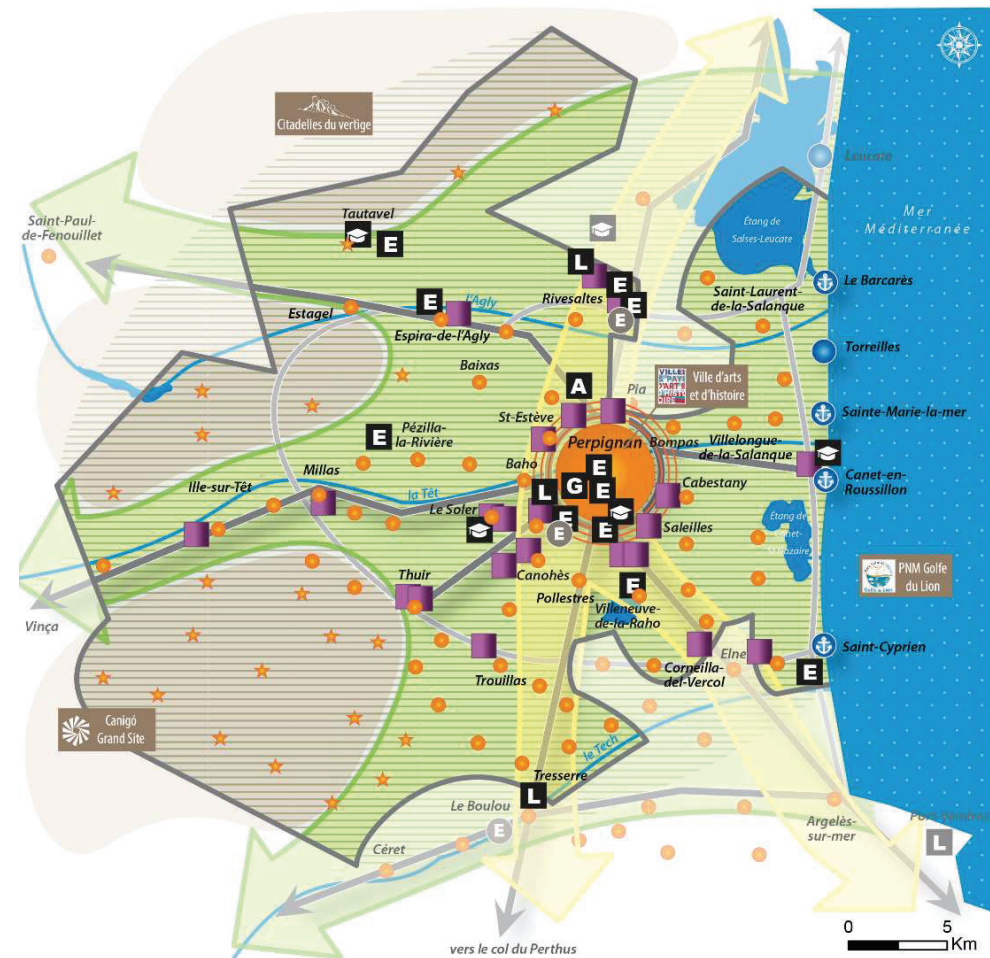 Citadelles du vertige
Saint-Paul-
de-Fenouillet
Tautavel
E
L
E
E
E
E
Rivesaltes
l'Agly
Estagel
Espira-de-l'Agly
Baixas
Leucate
Mer
Méditerranée
Étang de
Salses-Leucate
Le Barcarès
Saint-Laurent-
de-la-Salanque
Torreilles
VILLES
& PAYS
D'ART &
D'HISTOIRE
Ville d'arts
et d'histoire
A
Pia
St-Estève
Perpignan
Bompas
Villelongue-
de-la-Salanque
Sainte-Marie-la-mer
E
Pézilla-
la-Rivière
Baho
Millas
Ille-sur-Têt
la Têt
E
G
E
L
E
E
E
Le Soler
Cabestany
Saleilles
Canet-en-
Roussillon
Étang de
Canet-
St-Nazaire
PNM Golfe
du Lion
Canohès
Pollestres
Thuir
Vinça
E
Villeneuve-
de-la-Raho
Saint-Cyprien
E
Elne
Corneilla-
del-Vercol
Trouillas
Canigó
Grand Site
le Tech
Tresserre
L
Le Boulou
E
Céret
Argelès-
sur-mer
L
vers le col du Perthus
0 5
Km